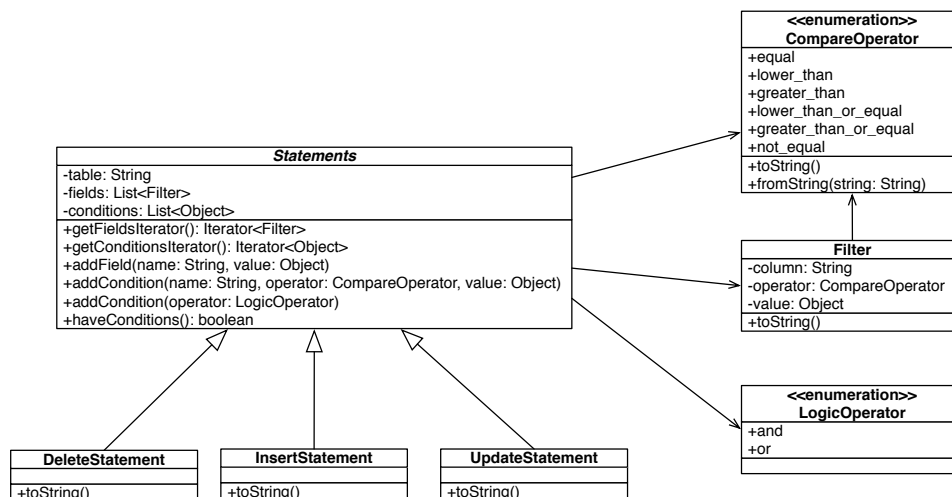 <<enumeration>>
CompareOperator
+equal
+lower_than
+greater_than
+lower_than_or_equal
+greater_than_or_equal
+not_equal
+toString()
+fromString(string: String)
Statements
-table: String
-fields: List<Filter>
-conditions: List<Object>
+getFieldsIterator(): Iterator<Filter>
+getConditionsIterator(): Iterator<Object>
+addField(name: String, value: Object)
+addCondition(name: String, operator: CompareOperator, value: Object)
+addCondition(operator: LogicOperator)
+haveConditions(): boolean
Filter
-column: String
-operator: CompareOperator
-value: Object
+toString()
<<enumeration>>
LogicOperator
+and
+or
DeleteStatement
+toString()
InsertStatement
+toString()
UpdateStatement
+toString()